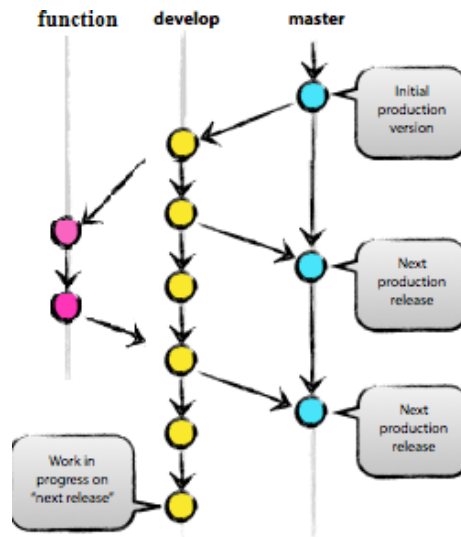 function develop master
Initial
production
version
Next
production
release
Next
production
release
Work in
progress on
"next release"